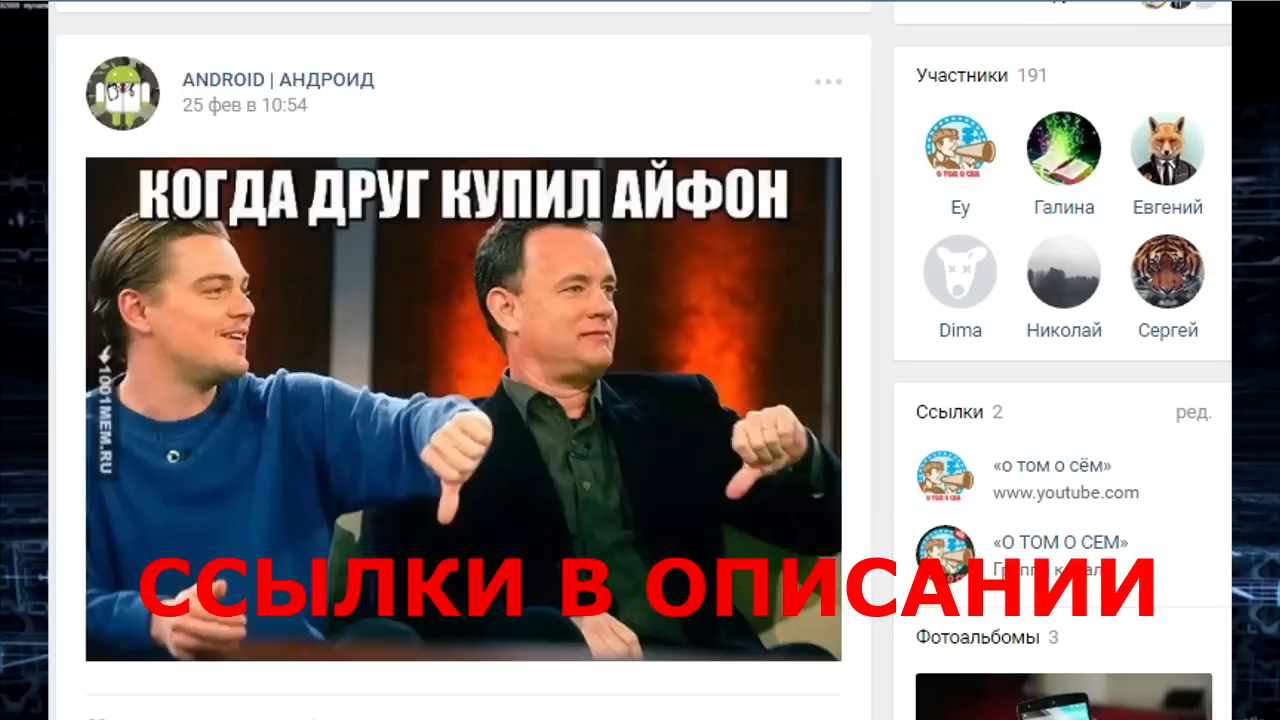 ANDROID | АНДРОИД
25 фев в 10:54
КОГДА ДРУГ КУПИЛ АЙФОН
1001MEM.RU
ССЫЛКИ В ОПИСАНИИ
Участники 191
Еу
Галина
Евгений
Dima
Николай
Сергей
Ссылки 2
ред.
«о том о сём»
www.youtube.com
«О ТОМ О СЕМ»
Фотоальбомы 3